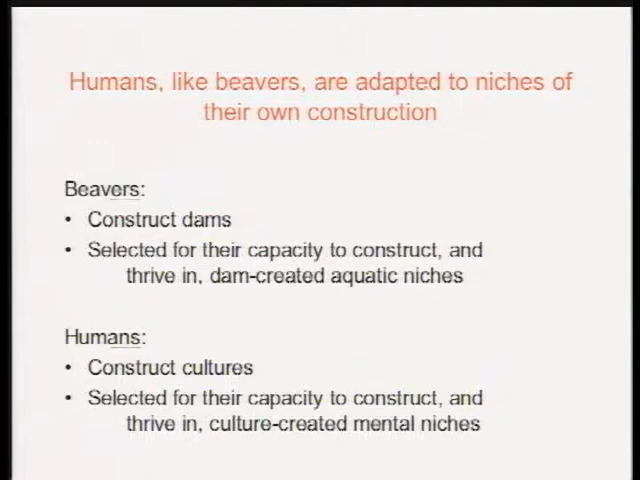 Humans, like beavers, are adapted to niches of
their own construction
Beavers:
• Construct dams
• Selected for their capacity to construct, and
thrive in, dam-created aquatic niches
Humans:
• Construct cultures
• Selected for their capacity to construct, and
thrive in, culture-created mental niches